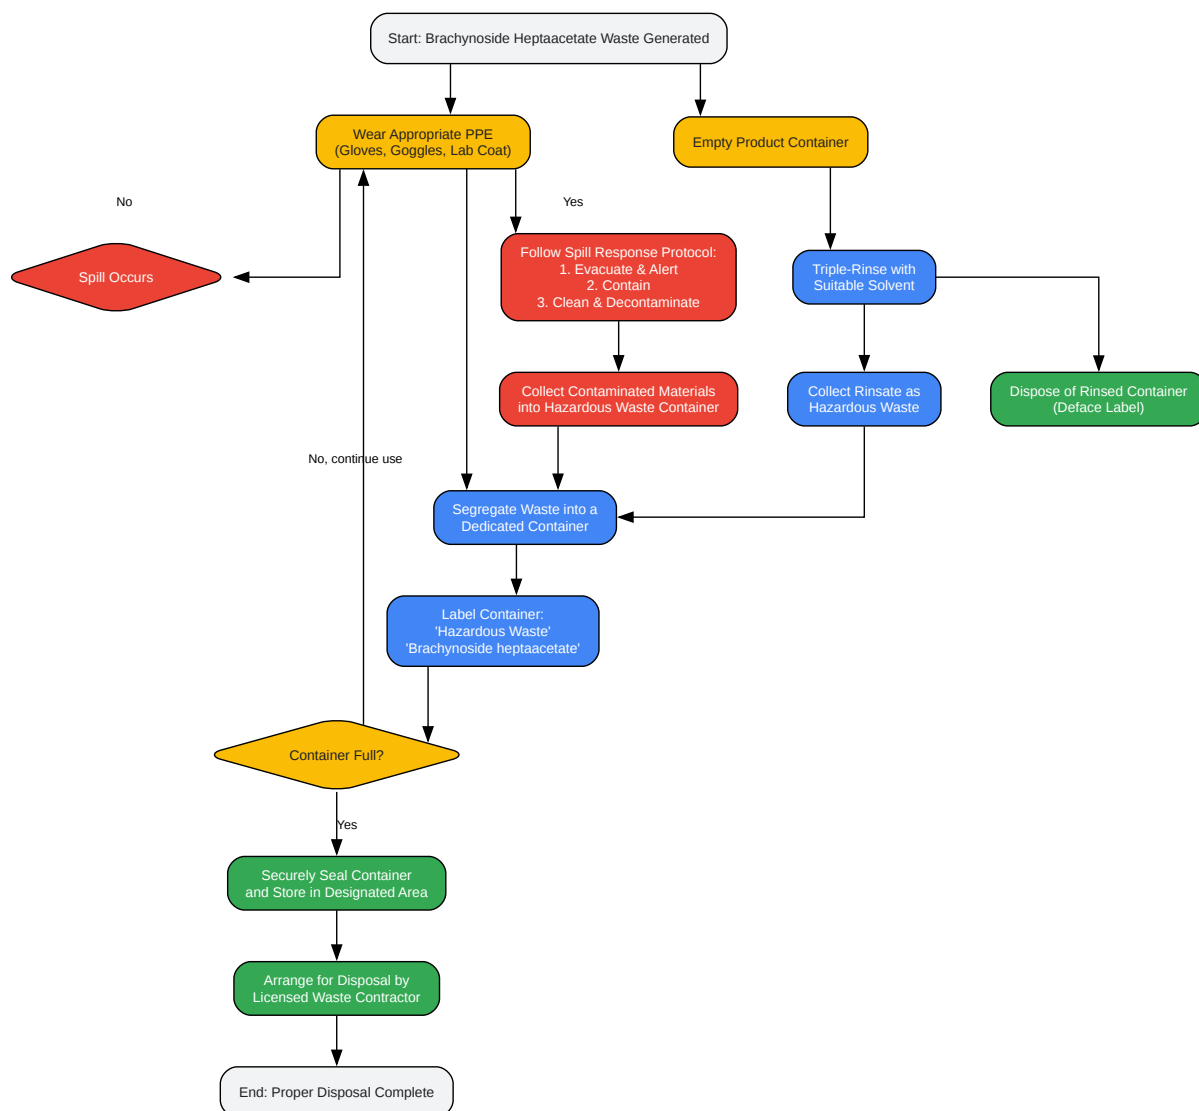 Start: Brachynoside Heptaacetate Waste Generated
Wear Appropriate PPE
(Gloves, Goggles, Lab Coat)
Empty Product Container
No
Yes
Spill Occurs
Follow Spill Response Protocol:
1. Evacuate & Alert
2. Contain
3. Clean & Decontaminate
Triple-Rinse with
Suitable Solvent
Collect Contaminated Materials
into Hazardous Waste Container
Collect Rinsate as
Hazardous Waste
Dispose of Rinsed Container
(Deface Label)
No, continue use
Segregate Waste into a
Dedicated Container
Label Container:
'Hazardous Waste'
'Brachynoside heptaacetate'
Container Full?
Yes
Securely Seal Container
and Store in Designated Area
Arrange for Disposal by
Licensed Waste Contractor
End: Proper Disposal Complete